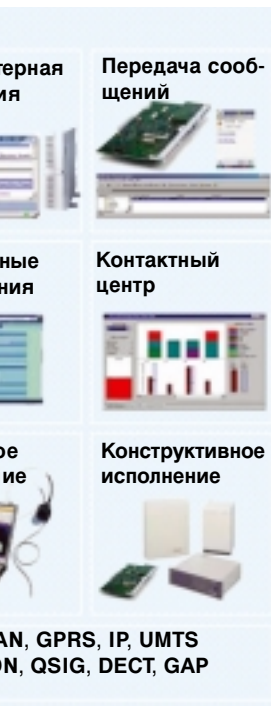 терная
ия
Передача сооб-
щений
ные
ния
Контактный
центр
ое
ие
Конструктивное
исполнение
AN, GPRS, IP, UMTS
ON, QSIG, DECT, GAP